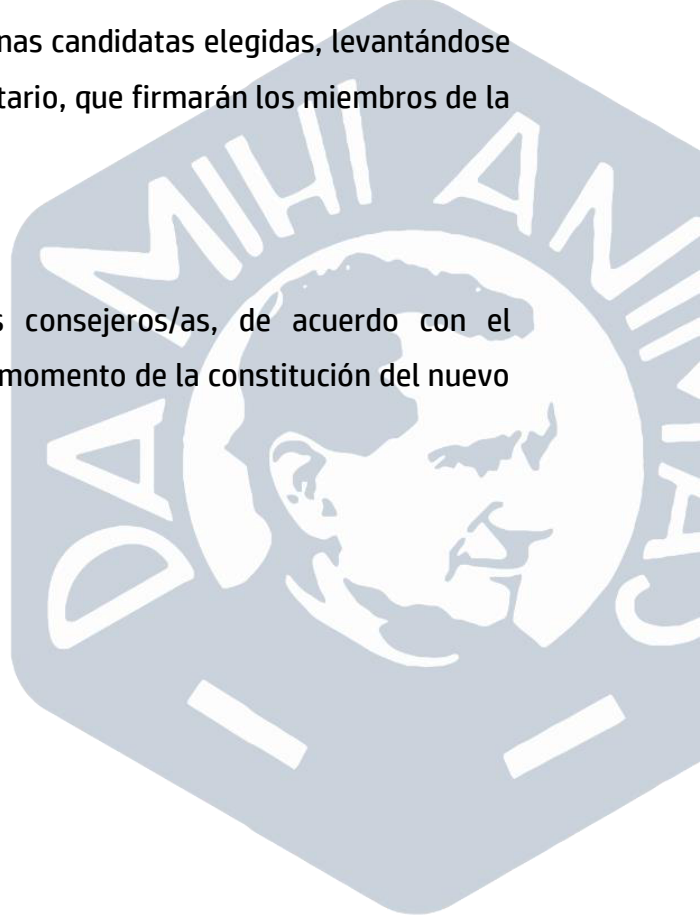 nas candidatas elegidas, levantándose
tario, que firmarán los miembros de la
s consejeros/as, de acuerdo con el
momento de la constitución del nuevo
DA MIHI ANIMAS